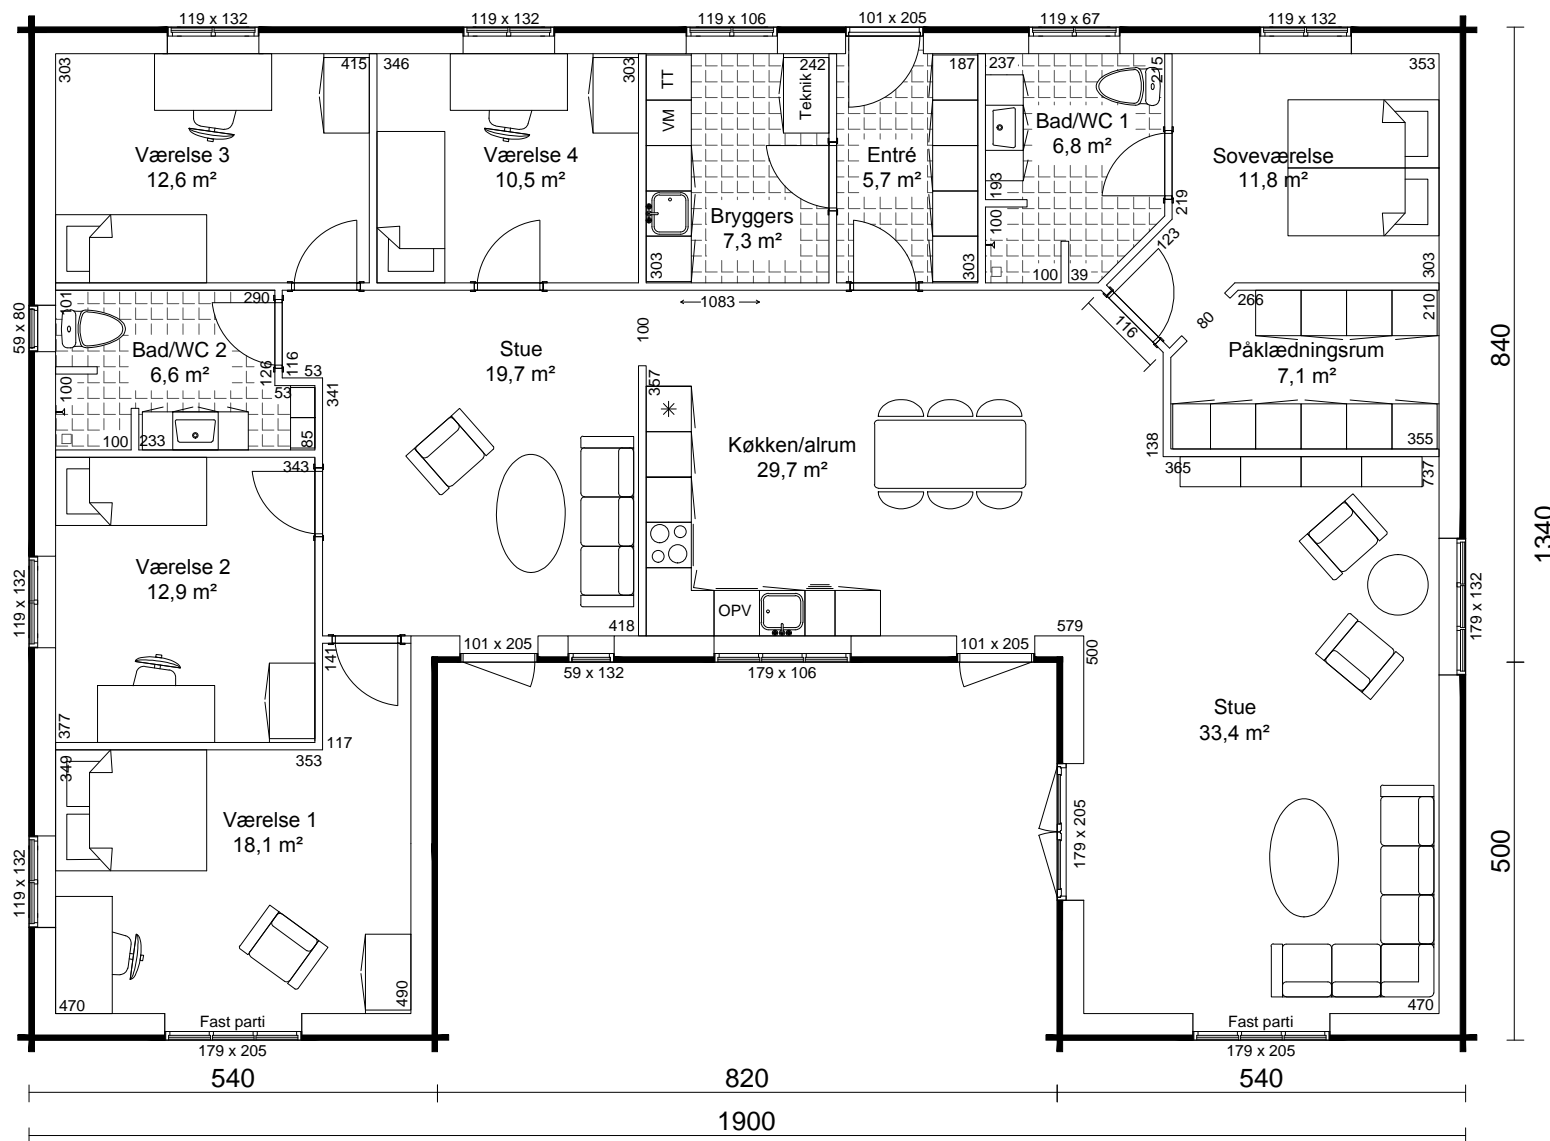 119 x 132
119 x 132
119 x 106
101 x 205
119 x 67
119 x 132
303
415
346
303
TT
VM
242
Teknik
187
237
215
353
Værelse 3
12,6 m²
Værelse 4
10,5 m²
Bryggers
7,3 m²
303
Entré
5,7 m²
303
Bad/WC 1
6,8 m²
193
100
100
39
219
123
Soveværelse
11,8 m²
303
59 x 80
101
290
Bad/WC 2
6,6 m²
126
116
53
53
100
100
233
85
341
Stue
19,7 m²
100
1083
357
116
80
266
210
Påklædningsrum
7,1 m²
138
355
365
737
Køkken/alrum
29,7 m²
840
1340
343
Værelse 2
12,9 m²
119 x 132
377
141
117
353
418
OPV
101 x 205
59 x 132
179 x 106
101 x 205
579
500
179 x 132
Stue
33,4 m²
349
Værelse 1
18,1 m²
119 x 132
470
490
179 x 205
500
470
Fast parti
179 x 205
Fast parti
179 x 205
540
820
540
1900